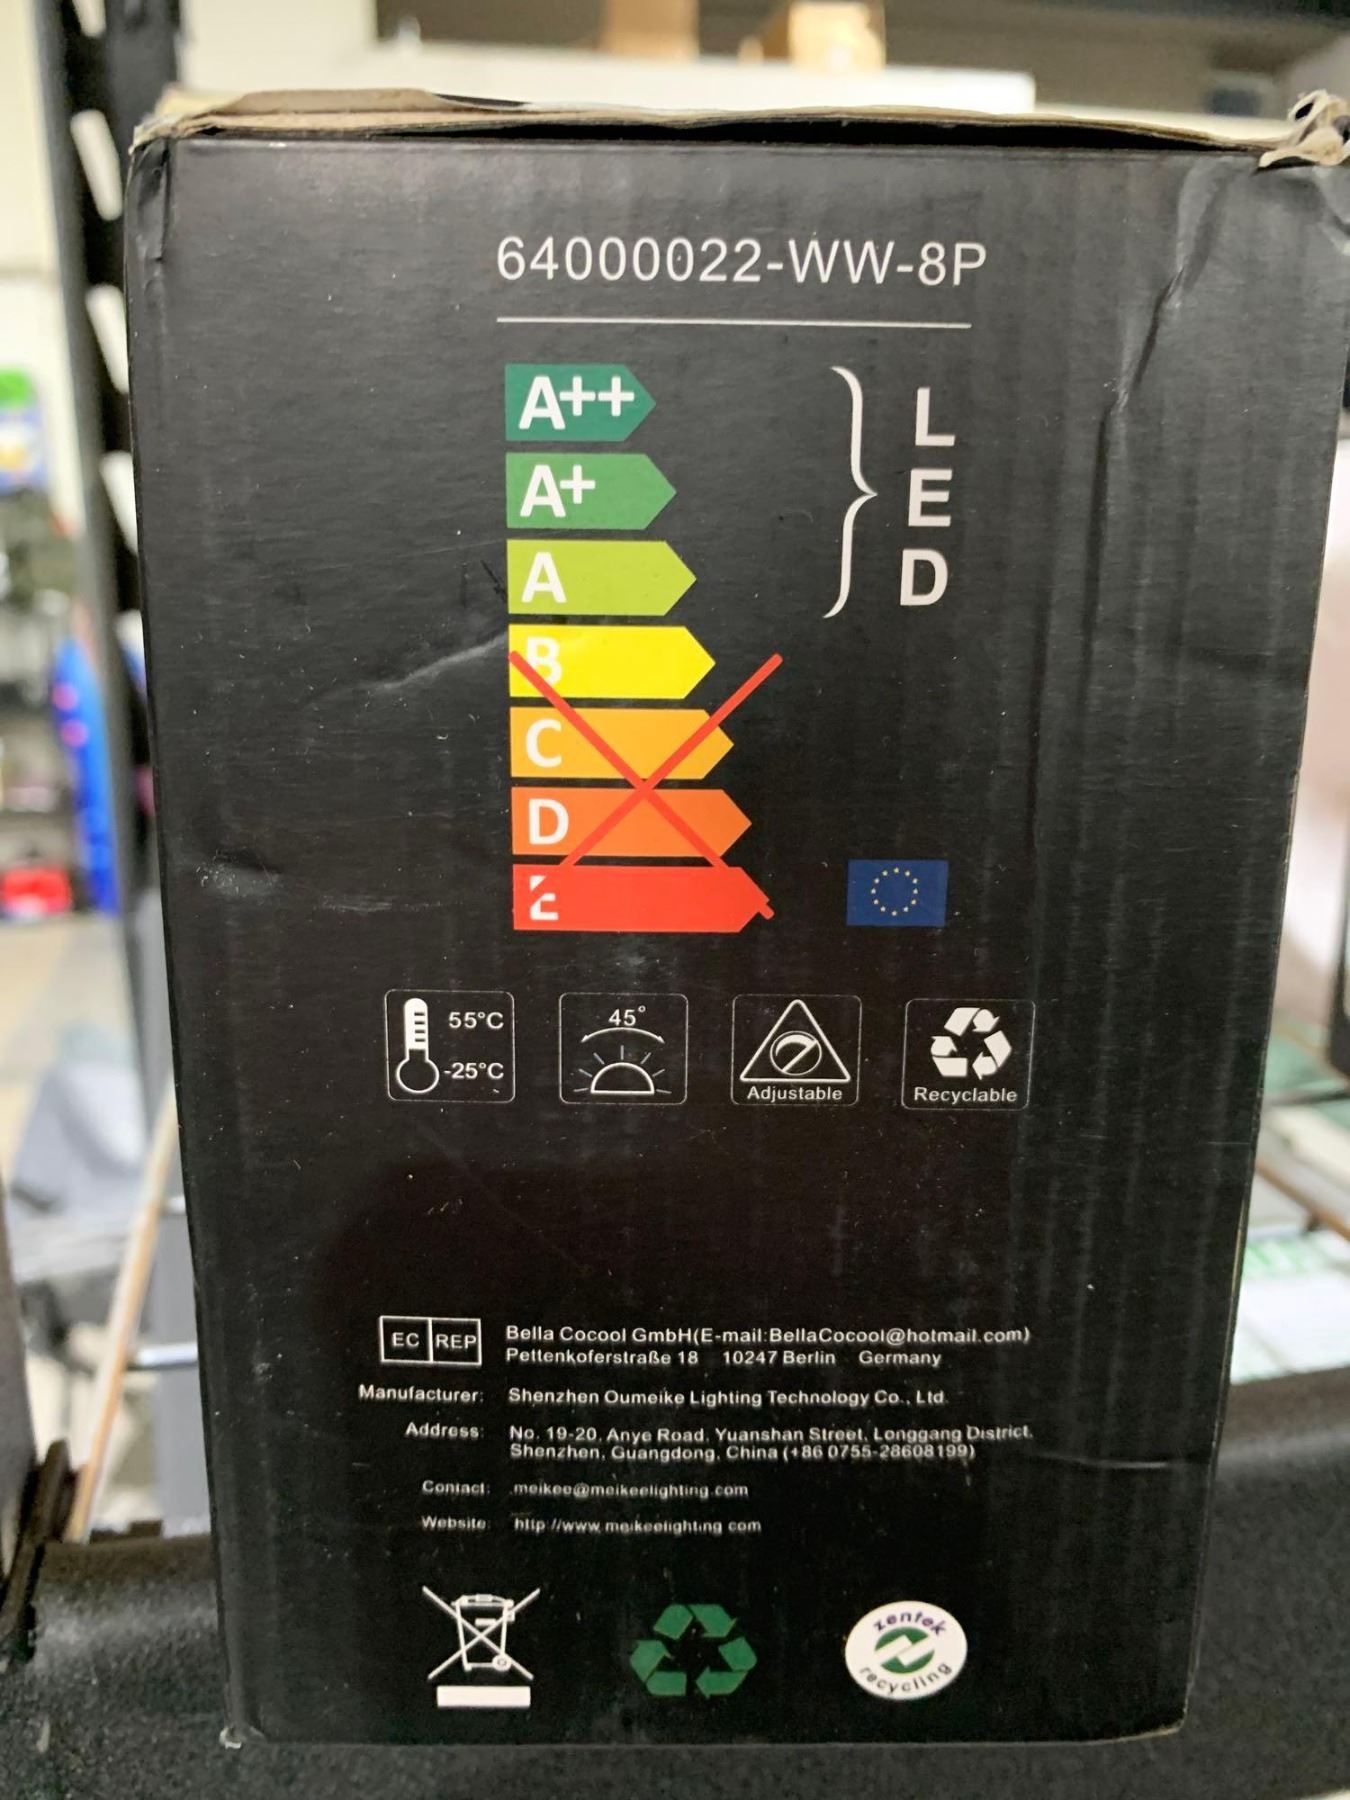 64000022-WW-8P
A++
A+
A
B
C
D
E
L
E
D
55°C
-25°C
45°
Adjustable
Recyclable
EC REP
Bella Cocool GmbH(E-mail:BellaCocool@hotmail.com)
Pettenkoferstraße 18 10247 Berlin Germany
Manufacturer: Shenzhen Oumeike Lighting Technology Co., Ltd.
Address: No. 19-20, Anye Road, Yuanshan Street, Longgang District,
Shenzhen, Guangdong, China (+86 0755-28608199)
Contact: meikee@meikeelighting.com
Website: http://www.meikeelighting.com
zentek
recycling